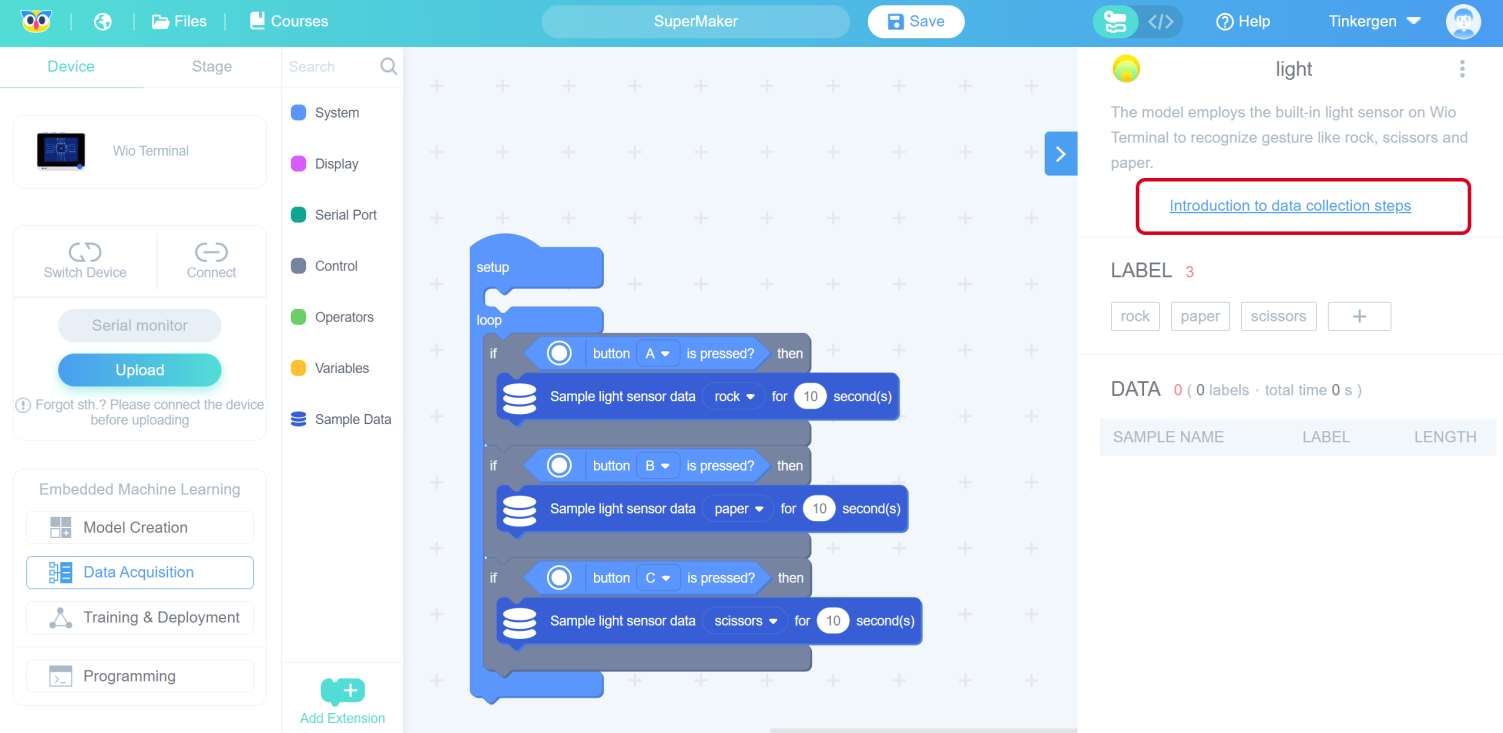 Files
Courses
SuperMaker
Save
</>
Help
Tinkergen
Device
Stage
Wio Terminal
Switch Device
Connect
Serial monitor
Upload
Forgot sth.? Please connect the device
before uploading
Embedded Machine Learning
Model Creation
Data Acquisition
Training & Deployment
Programming
Search
System
Display
Serial Port
Control
Operators
Variables
Sample Data
Add Extension
setup
loop
if button A is pressed? then
Sample light sensor data rock for 10 second(s)
if button B is pressed? then
Sample light sensor data paper for 10 second(s)
if button C is pressed? then
Sample light sensor data scissors for 10 second(s)
light
The model employs the built-in light sensor on Wio
Terminal to recognize gesture like rock, scissors and
paper.
Introduction to data collection steps
LABEL 3
rock paper scissors +
DATA 0 ( 0 labels · total time 0 s )
SAMPLE NAME LABEL LENGTH